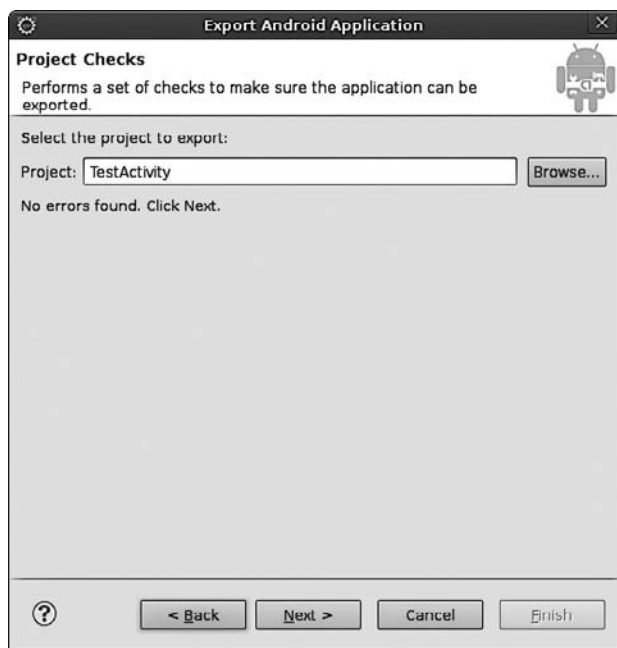 Export Android Application
Project Checks
Performs a set of checks to make sure the application can be
exported.
Select the project to export:
Project: TestActivity Browse...
No errors found. Click Next.
? < Back Next > Cancel Finish